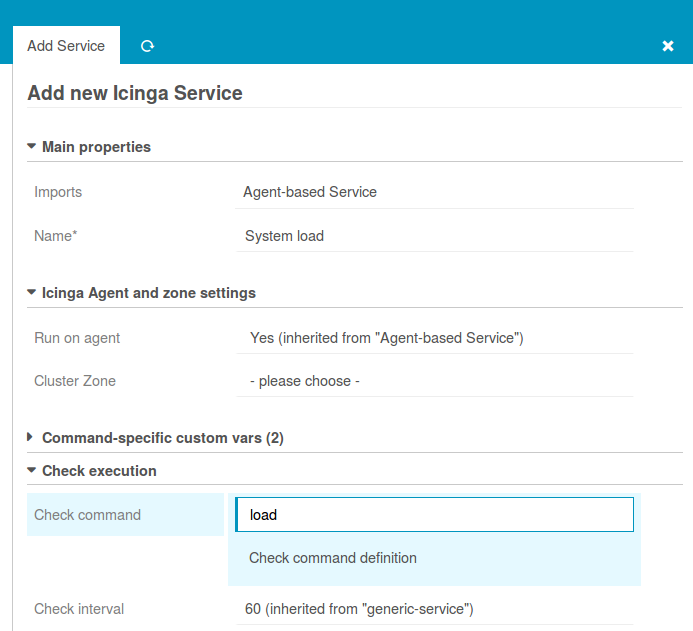 Add Service
Add new Icinga Service
Main properties
Imports Agent-based Service
Name* System load
Icinga Agent and zone settings
Run on agent Yes (inherited from "Agent-based Service")
Cluster Zone - please choose -
Command-specific custom vars (2)
Check execution
Check command load
Check command definition
Check interval 60 (inherited from "generic-service")